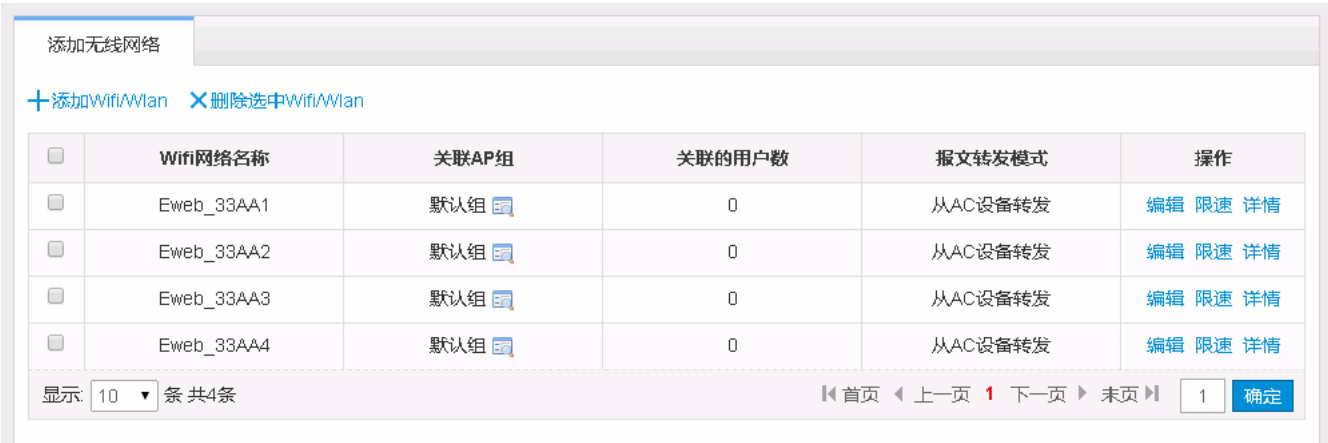 添加无线网络
添加Wifi/Wlan 删除选中Wifi/Wlan
Wifi网络名称 关联AP组 关联的用户数 报文转发模式 操作
Eweb_33AA1 默认组 0 从AC设备转发 编辑 限速 详情
Eweb_33AA2 默认组 0 从AC设备转发 编辑 限速 详情
Eweb_33AA3 默认组 0 从AC设备转发 编辑 限速 详情
Eweb_33AA4 默认组 0 从AC设备转发 编辑 限速 详情
显示: 10 条 共4条 首页 上一页 1 下一页 末页 1 确定